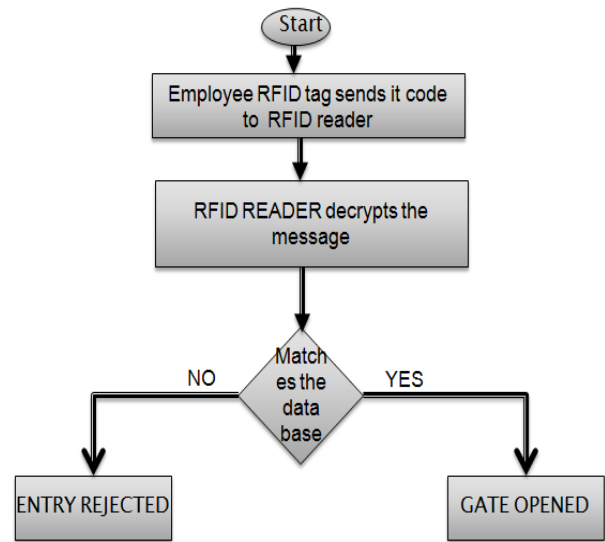 Start
Employee RFID tag sends it code
to RFID reader
RFID READER decrypts the
message
Match
es the
data
base
NO
YES
ENTRY REJECTED
GATE OPENED